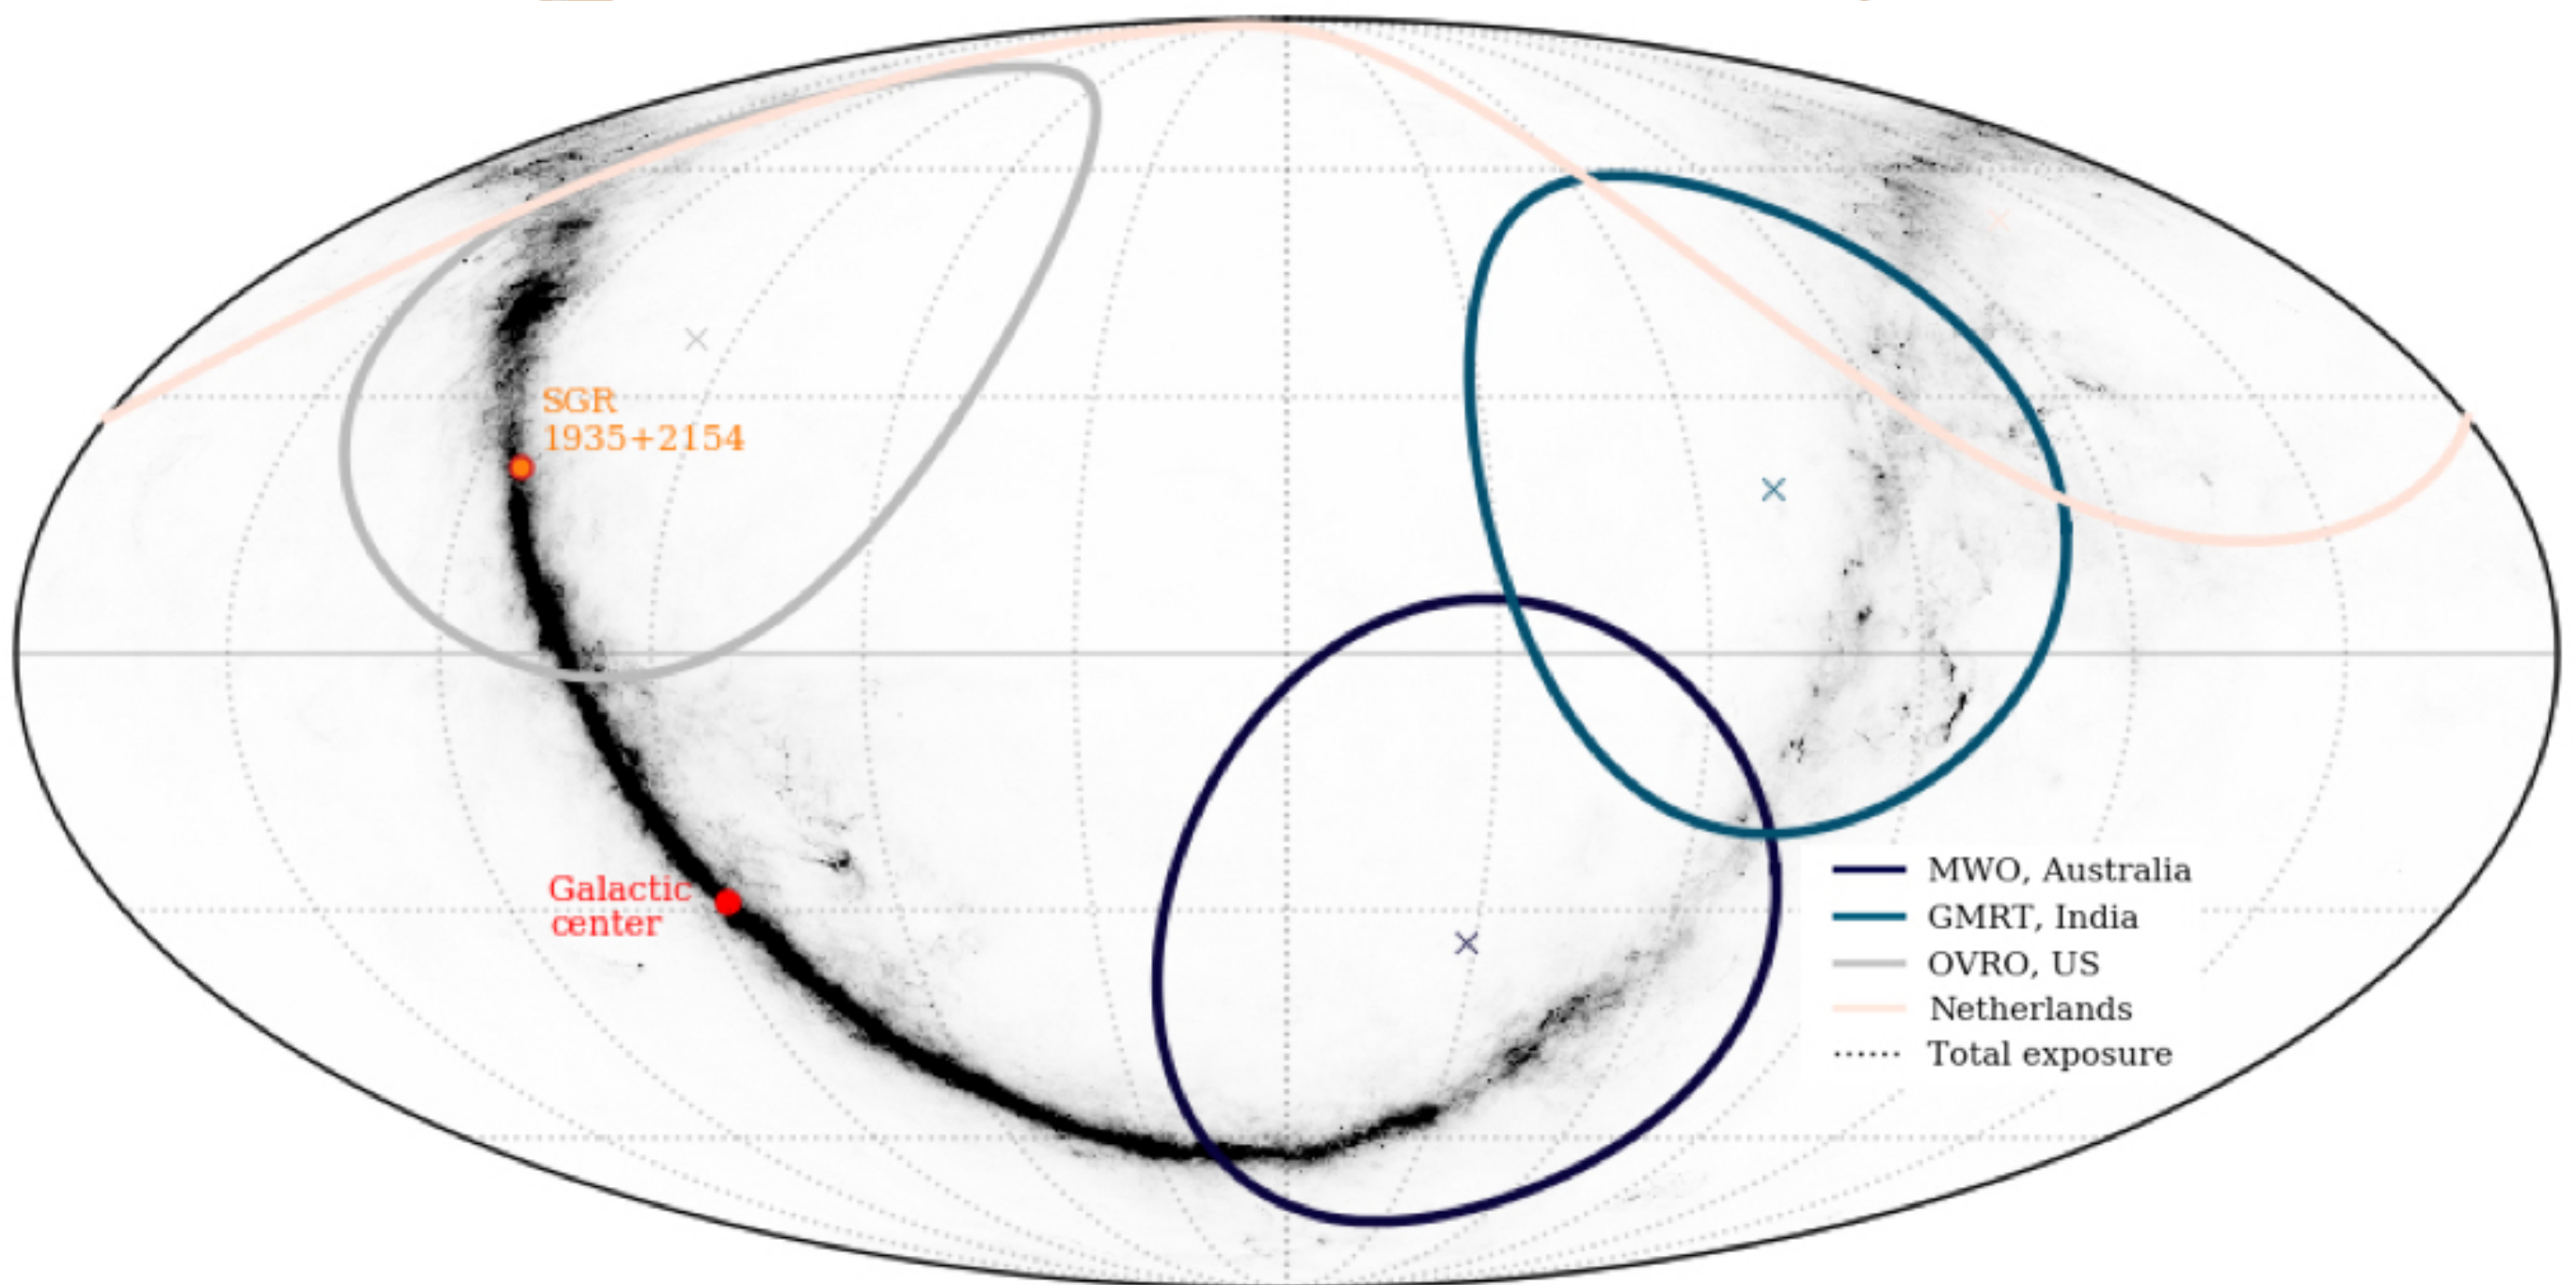 SGR
1935+2154
Galactic
center
MWO, Australia
GMRT, India
OVRO, US
Netherlands
Total exposure